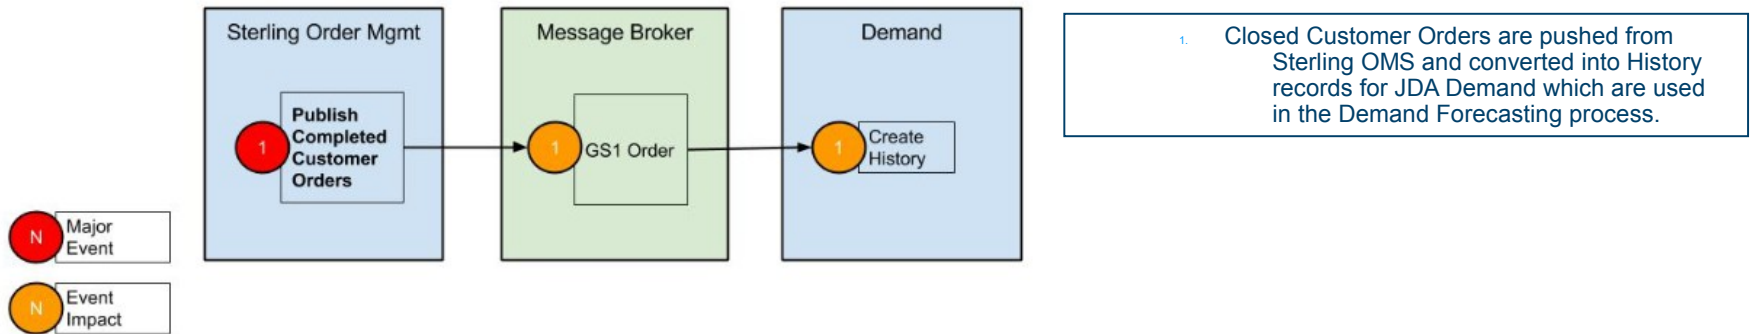 Sterling Order Mgmt
Message Broker
Demand
1
Publish
Completed
Customer
Orders
1
GS1 Order
1
Create
History
N
Major
Event
N
Event
Impact
1. Closed Customer Orders are pushed from
Sterling OMS and converted into History
records for JDA Demand which are used
in the Demand Forecasting process.